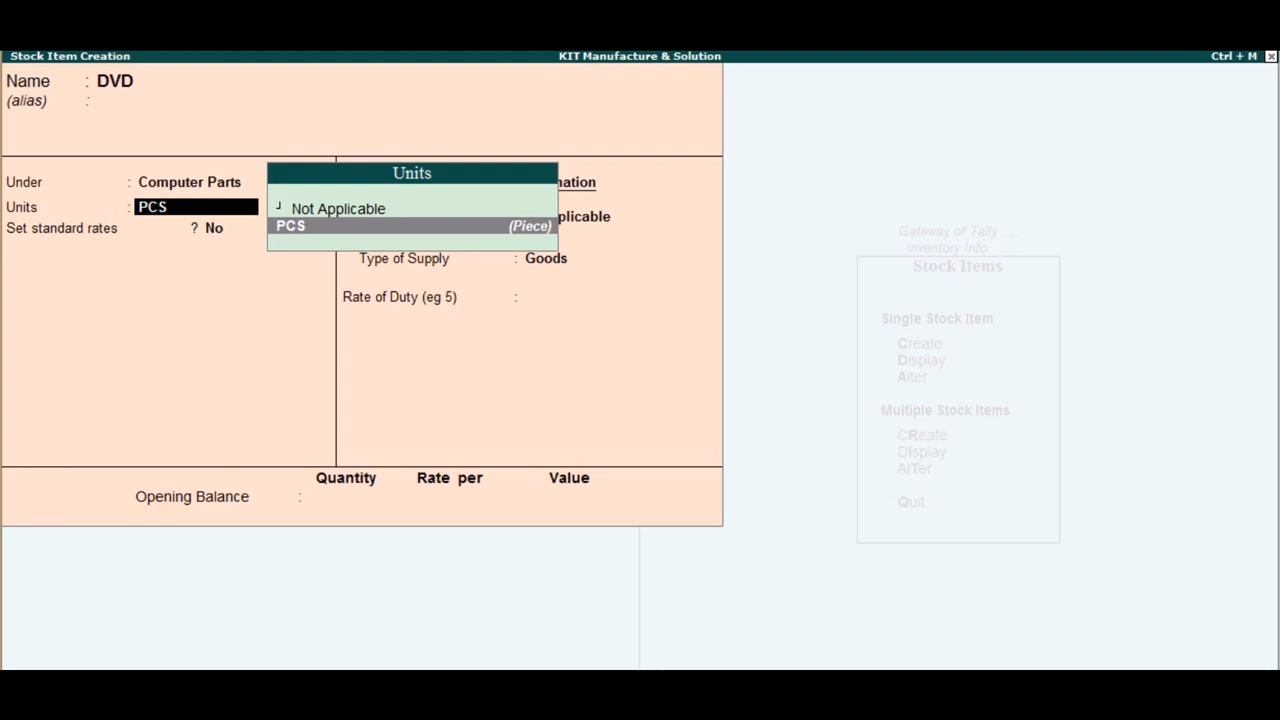 Stock Item Creation KIT Manufacture & Solution Ctrl + M
Name : DVD
(alias) :
Under : Computer Parts
Units : PCS
Set standard rates ? No
Units
Not Applicable
PCS (Piece)
Type of Supply : Goods
Rate of Duty (eg 5) :
Quantity Rate per Value
Opening Balance :
Gateway of Tally .....
Inventory Info. .....
Stock Items
Single Stock Item
Create
Display
Alter
Multiple Stock Items
CReate
DIsplay
AlTer
Quit